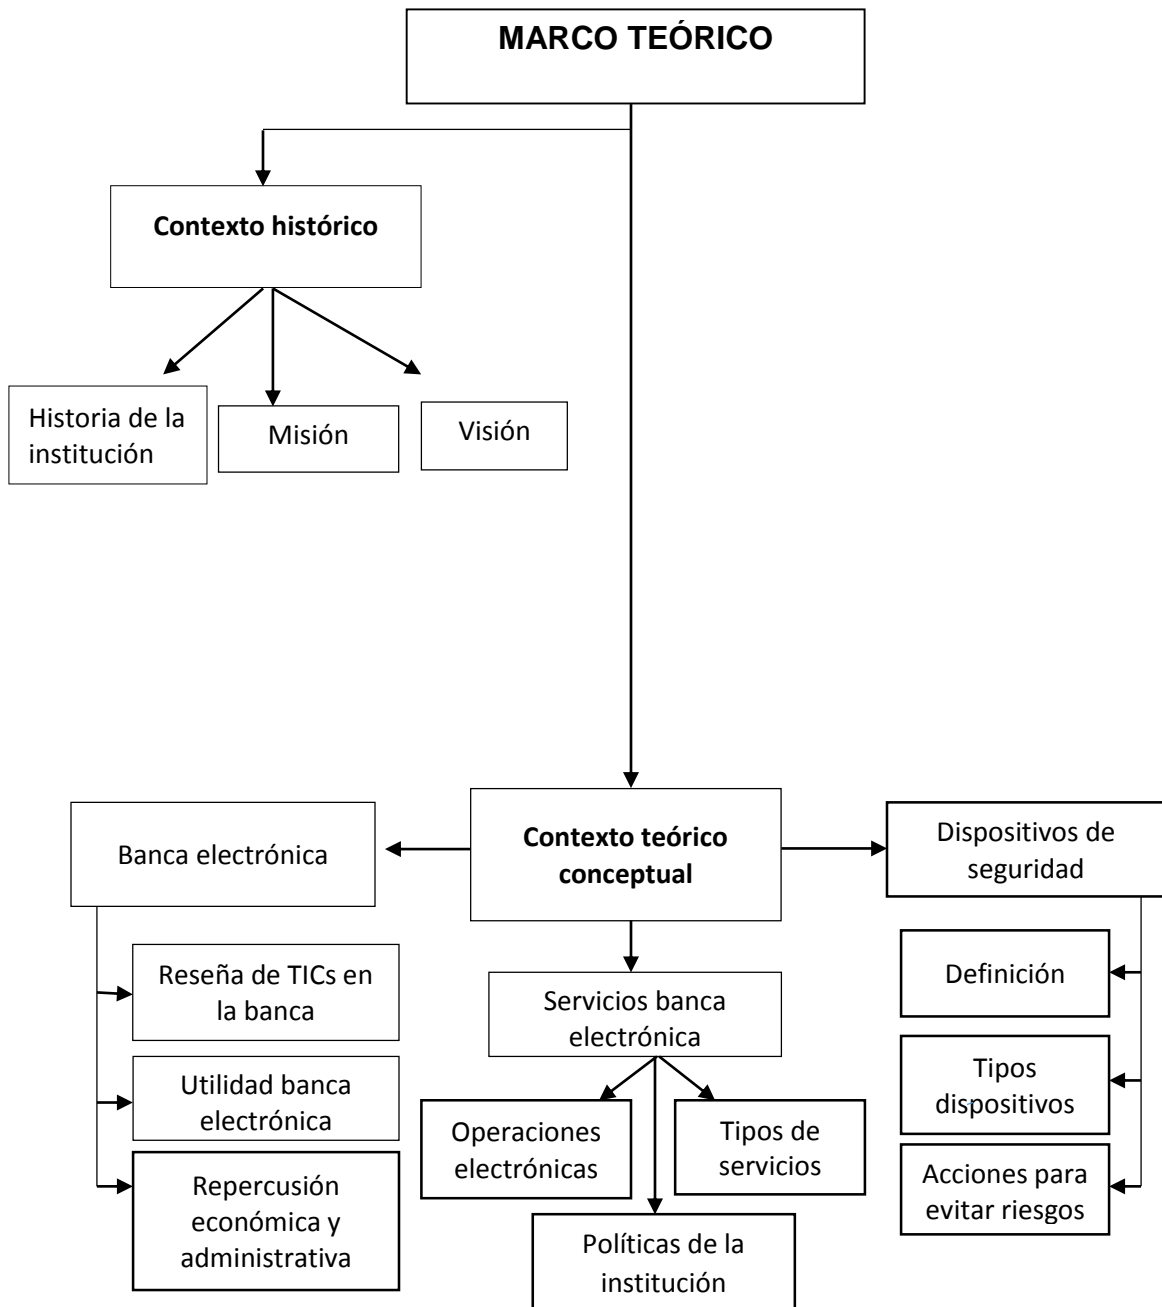 MARCO TEÓRICO
Contexto histórico
Historia de la
institución
Misión
Visión
Contexto teórico
conceptual
Banca electrónica
Reseña de TICs en
la banca
Utilidad banca
electrónica
Repercusión
económica y
administrativa
Servicios banca
electrónica
Operaciones
electrónicas
Políticas de la
institución
Tipos de
servicios
Dispositivos de
seguridad
Definición
Tipos
dispositivos
Acciones para
evitar riesgos